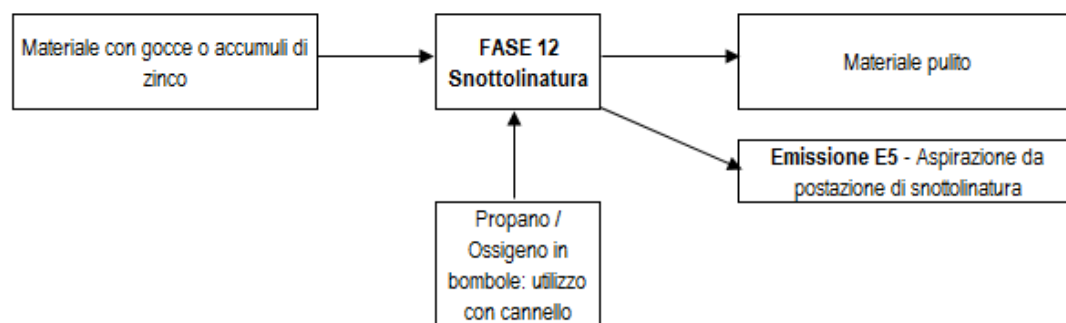 Materiale con gocce o accumuli di
zinco
FASE 12
Snottolinatura
Materiale pulito
Emissione E5 - Aspirazione da
postazione di snottolinatura
Propano /
Ossigeno in
bombole: utilizzo
con cannello